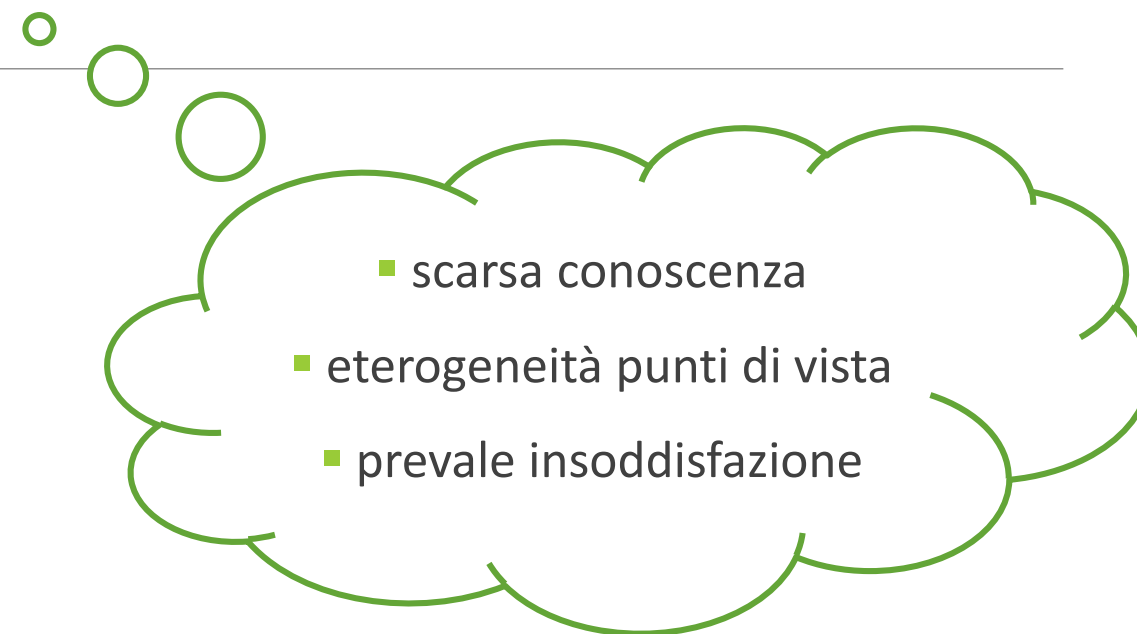 ▪ scarsa conoscenza
▪ eterogeneità punti di vista
▪ prevale insoddisfazione